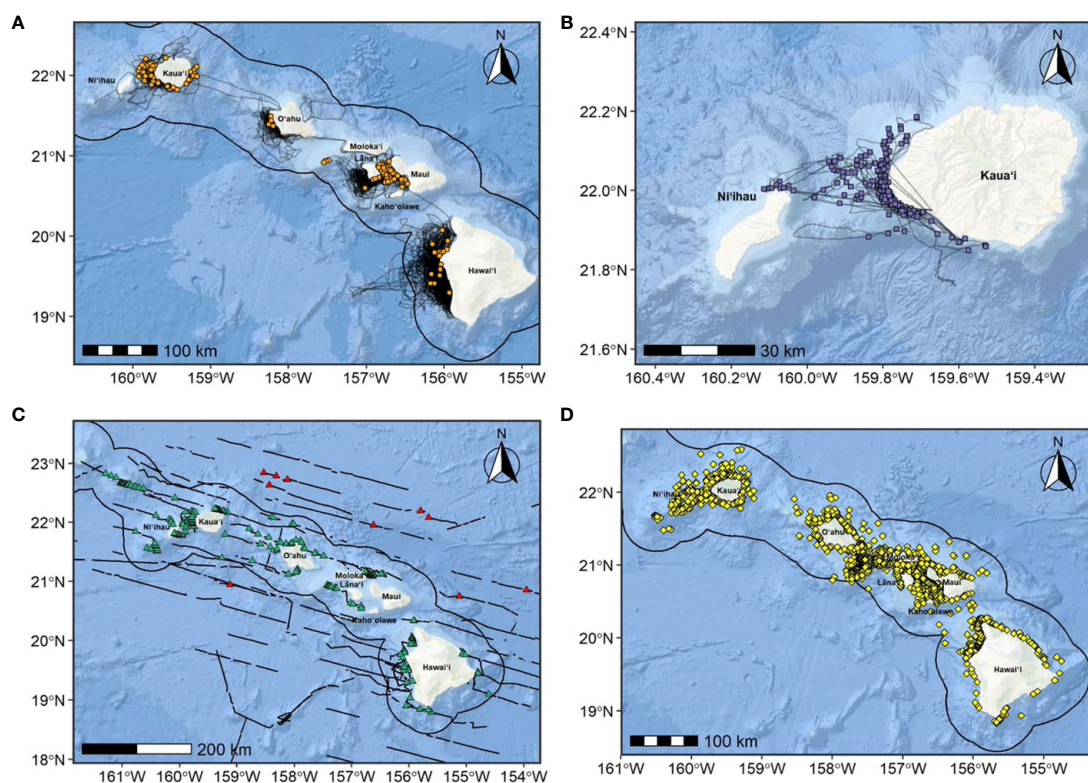 A
N
22°N
21°N
20°N
19°N
Ni'ihau
Kaua'i
O'ahu
Moloka'i
Lāna'i
Maui
Kaho'olawe
Hawai'i
100 km
160°W
159°W
158°W
157°W
156°W
155°W
B
N
22.4°N
22.2°N
22.0°N
21.8°N
21.6°N
Ni'ihau
Kaua'i
30 km
160.4°W
160.2°W
160.0°W
159.8°W
159.6°W
159.4°W
C
N
23°N
22°N
21°N
20°N
19°N
18°N
Ni'ihau
Kaua'i
O'ahu
Moloka
Lāna'i
Maui
Kaho'olawe
Hawai'i
200 km
161°W
160°W
159°W
158°W
157°W
156°W
155°W
154°W
D
N
22°N
21°N
20°N
19°N
Ni'ihau
Kaua'i
O'ahu
Lāna'i
Maui
Kaho'olawe
Hawai'i
100 km
161°W
160°W
159°W
158°W
157°W
156°W
155°W